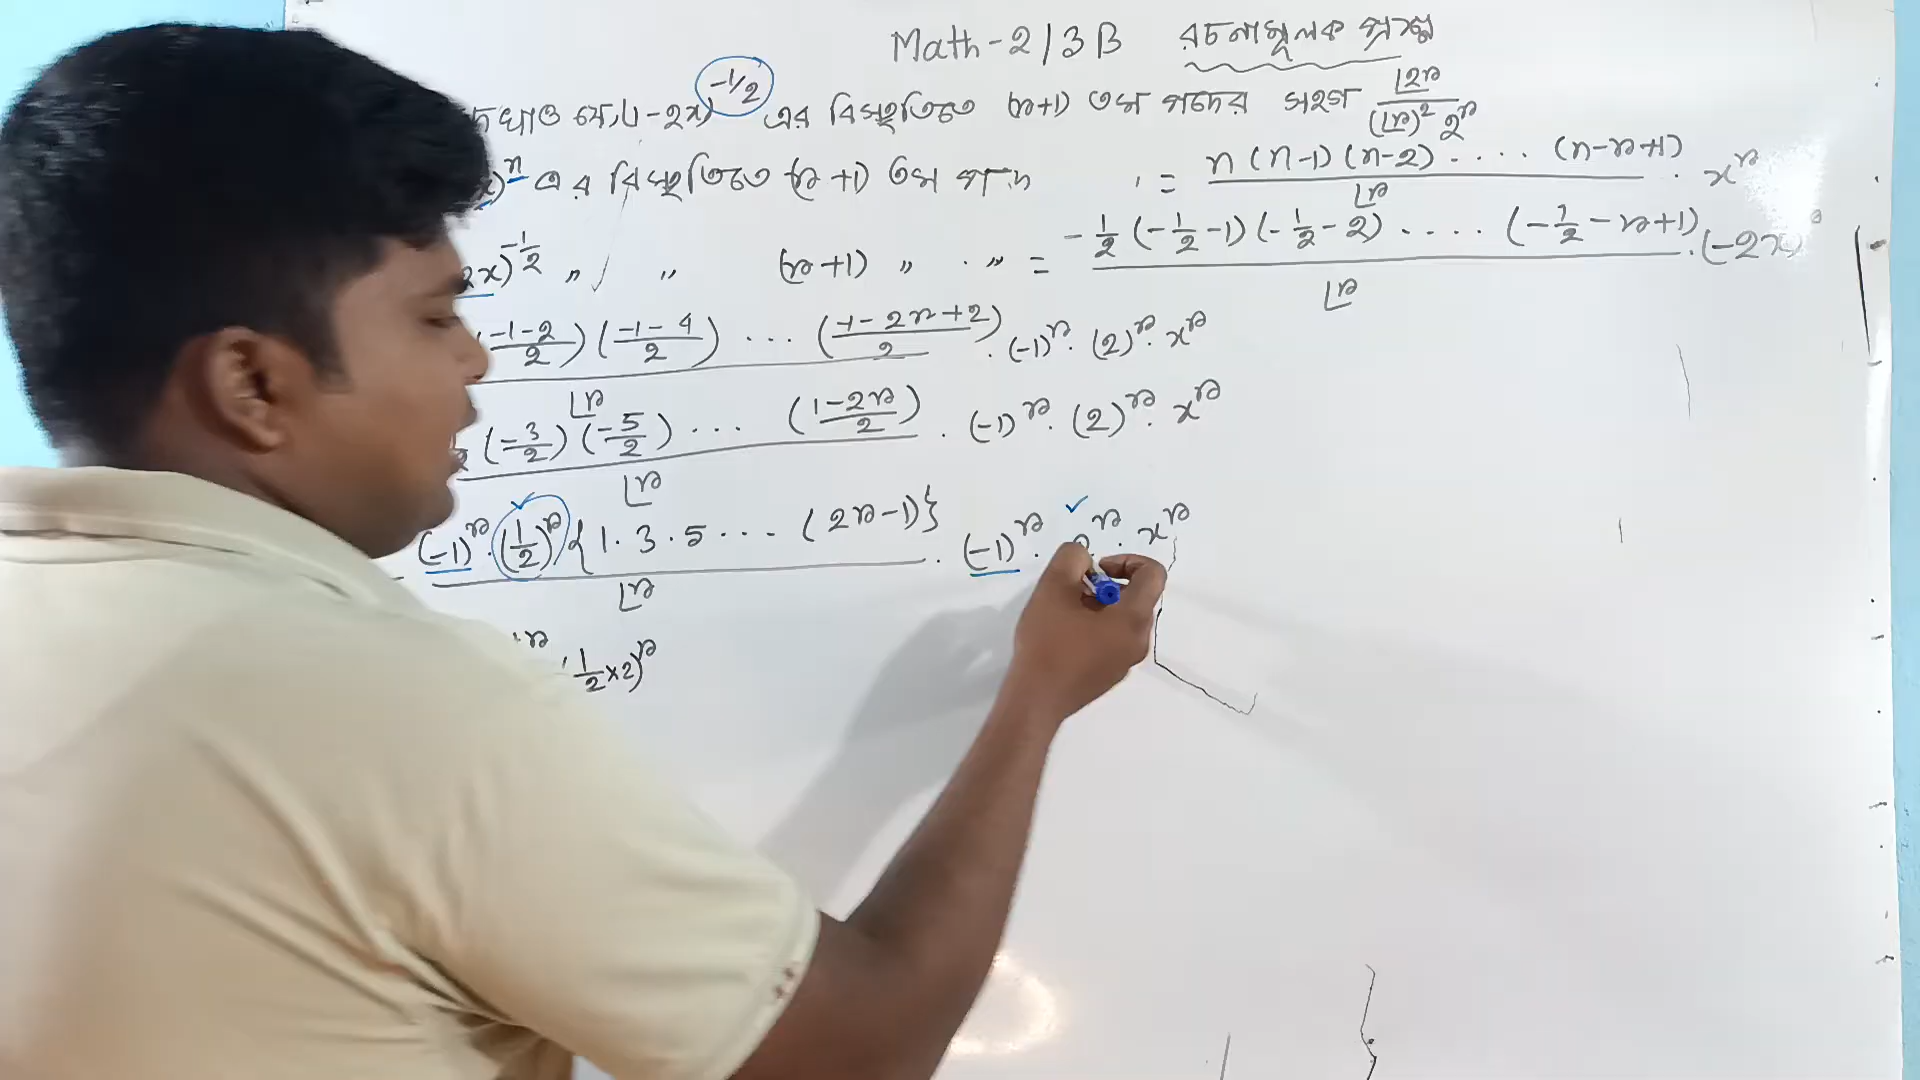 Math-2/3B রচনামূলক প্রশ্ন
যে, (1-2x)^{-1/2} এর বিস্তৃতিতে (r+1) তম পদের সহগ ⌊2r / (⌊r)² 2^r
x)^n এর বিস্তৃতিতে (r+1) তম পদ = n(n-1)(n-2)....(n-r+1) / ⌊r . x^r
2x)^{-1/2} ,, ,, (r+1) ,, ,, = -1/2 (-1/2-1)(-1/2-2)....(-1/2-r+1) / ⌊r . (-2x)
(-1-2 / 2)(-1-4 / 2) ... (-1-2r+2 / 2) / ⌊r . (-1)^r . (2)^r . x^r
(-3/2)(-5/2) ... (1-2r / 2) / ⌊r . (-1)^r . (2)^r . x^r
(-1)^r . (1/2)^r {1.3.5... (2r-1)} / ⌊r . (-1)^r . 2^r . x^r
r (1/2 × 2)^r